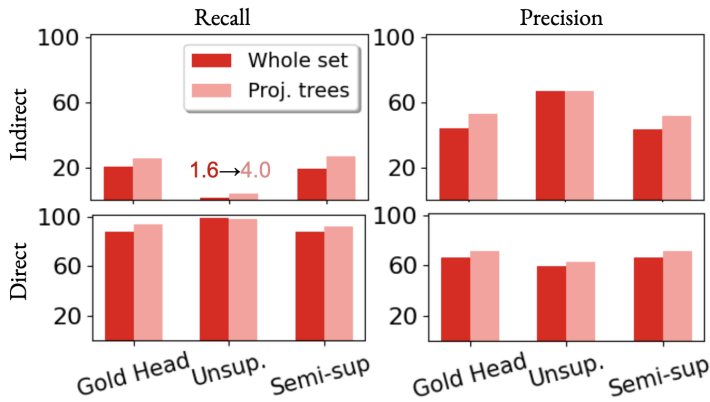 Recall
Precision
Indirect
100
60
20
Whole set
Proj. trees
1.6→4.0
100
60
20
Direct
100
60
20
100
60
20
Gold Head
Unsup.
Semi-sup
Gold Head
Unsup.
Semi-sup